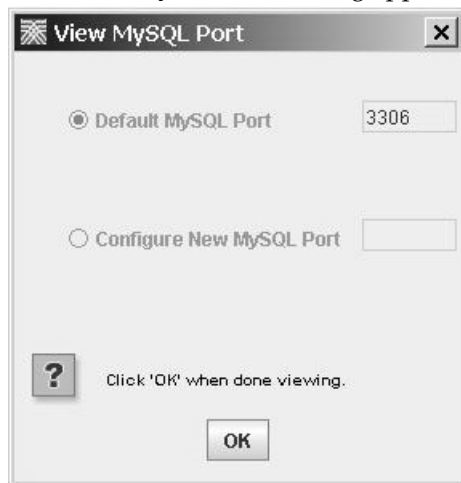 View MySQL Port
Default MySQL Port 3306
Configure New MySQL Port
? Click 'OK' when done viewing.
OK